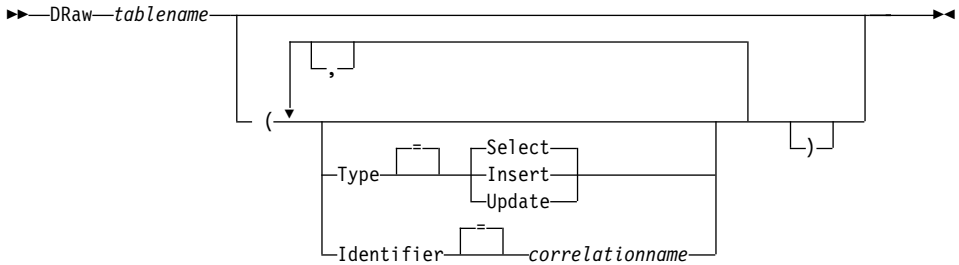 DRaw tablename
,
(
)
Type = Select
Insert
Update
=
Identifier correlationname